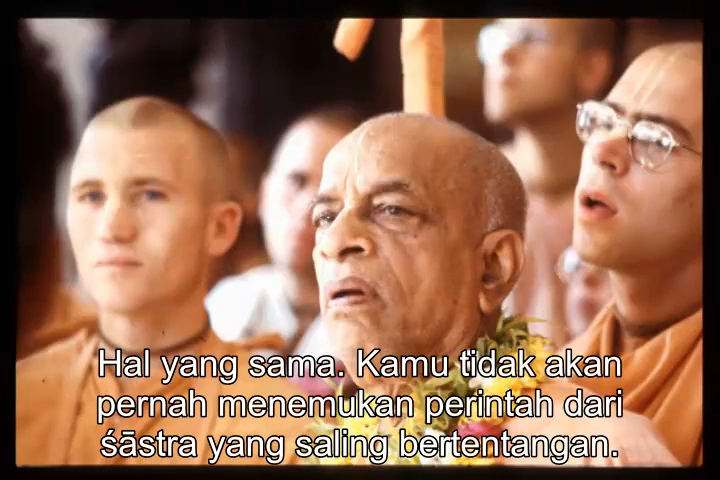 Hal yang sama. Kamu tidak akan
pernah menemukan perintah dari
śāstra yang saling bertentangan.